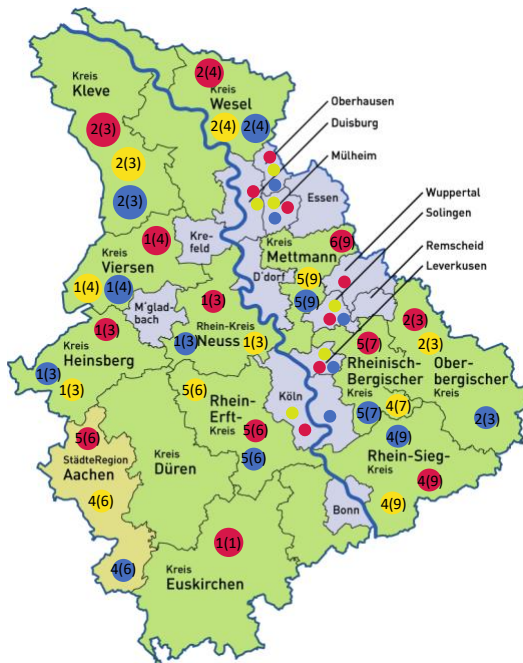 2(4)
Kreis
Kleve
Kreis
Wesel
2(4)
2(4)
Oberhausen
Duisburg
Mülheim
2(3)
2(3)
2(3)
Essen
Wuppertal
Solingen
Remscheid
Leverkusen
1(4)
Kre-
feld
Kreis
Mettmann
6(9)
Kreis
Viersen
1(4)
1(4)
D'dorf
5(9)
5(9)
M'glad-
bach
1(3)
1(3)
Rhein-Kreis
Neuss
1(3)
1(3)
Kreis
Heinsberg
1(3)
1(3)
5(7)
Rheinisch-
Bergischer
Kreis
5(7)
4(7)
2(3)
2(3)
Ober-
bergischer
Kreis
2(3)
5(6)
Rhein-
Erft-
Kreis
5(6)
5(6)
Köln
4(9)
Rhein-Sieg-
Kreis
4(9)
4(9)
5(6)
StädteRegion
Aachen
4(6)
4(6)
Kreis
Düren
Bonn
1(1)
Kreis
Euskirchen